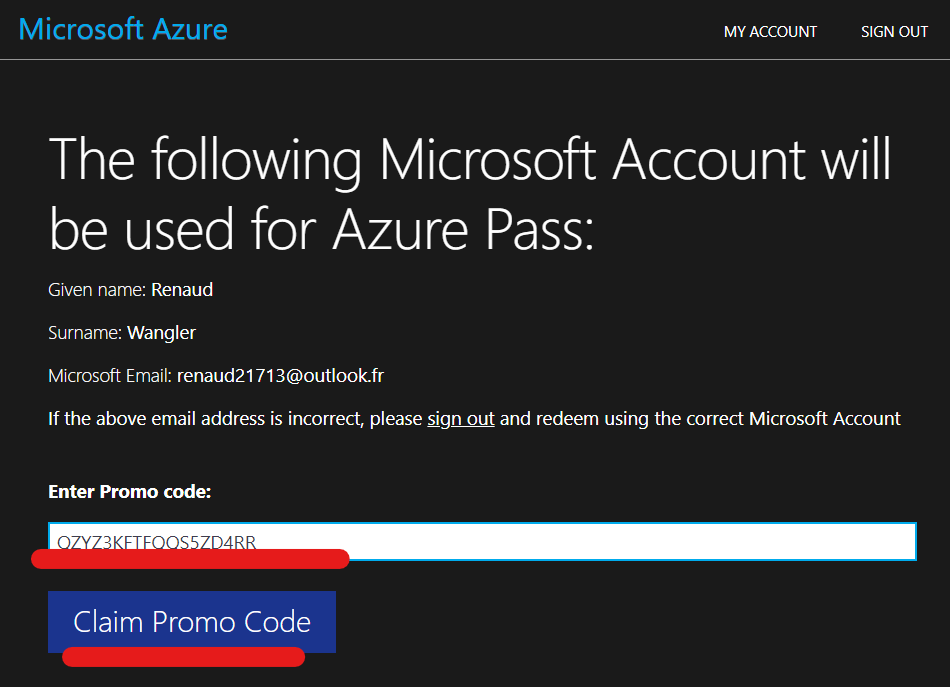 Microsoft Azure
MY ACCOUNT
SIGN OUT
The following Microsoft Account will
be used for Azure Pass:
Given name: Renaud
Surname: Wangler
Microsoft Email: renaud21713@outlook.fr
If the above email address is incorrect, please sign out and redeem using the correct Microsoft Account
Enter Promo code:
Claim Promo Code